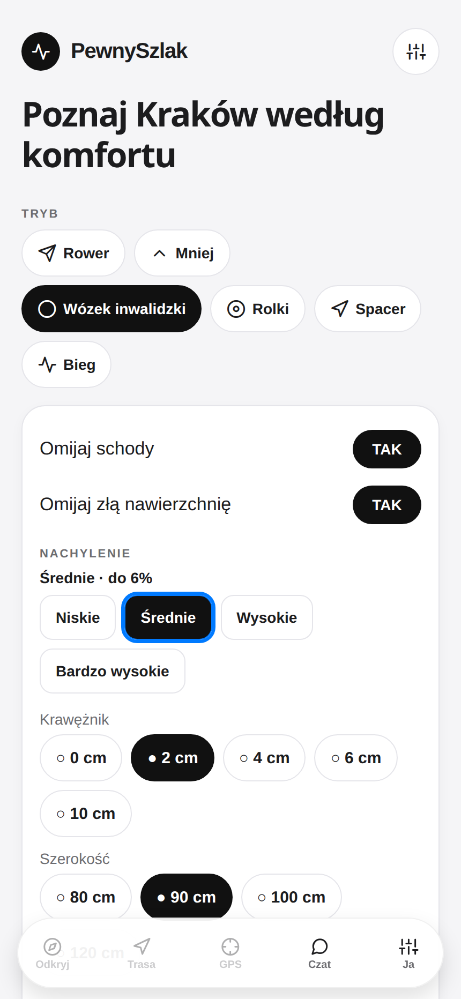 PewnySzlak
Poznaj Kraków według
komfortu
TRYB
Rower Mniej
Wózek inwalidzki Rolki Spacer
Bieg
Omijaj schody TAK
Omijaj złą nawierzchnię TAK
NACHYLENIE
Średnie · do 6%
Niskie Średnie Wysokie
Bardzo wysokie
Krawężnik
○ 0 cm ● 2 cm ○ 4 cm ○ 6 cm
○ 10 cm
Szerokość
○ 80 cm ● 90 cm ○ 100 cm
○ 120 cm
Odkryj Trasa GPS Czat Ja